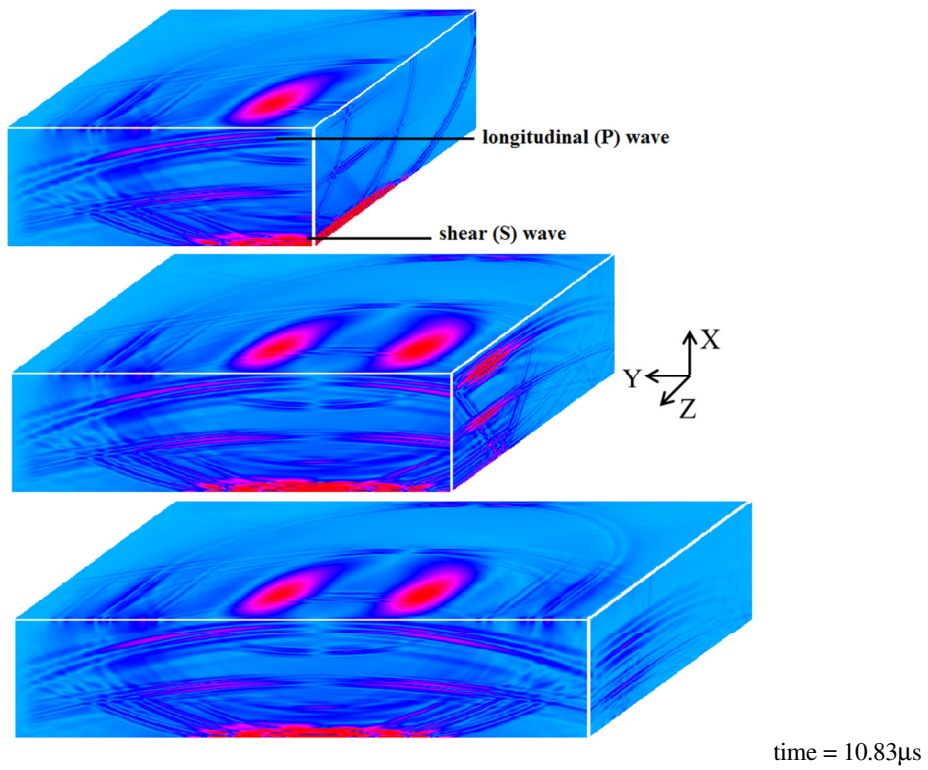 longitudinal (P) wave
shear (S) wave
X
Y
Z
time = 10.83μs